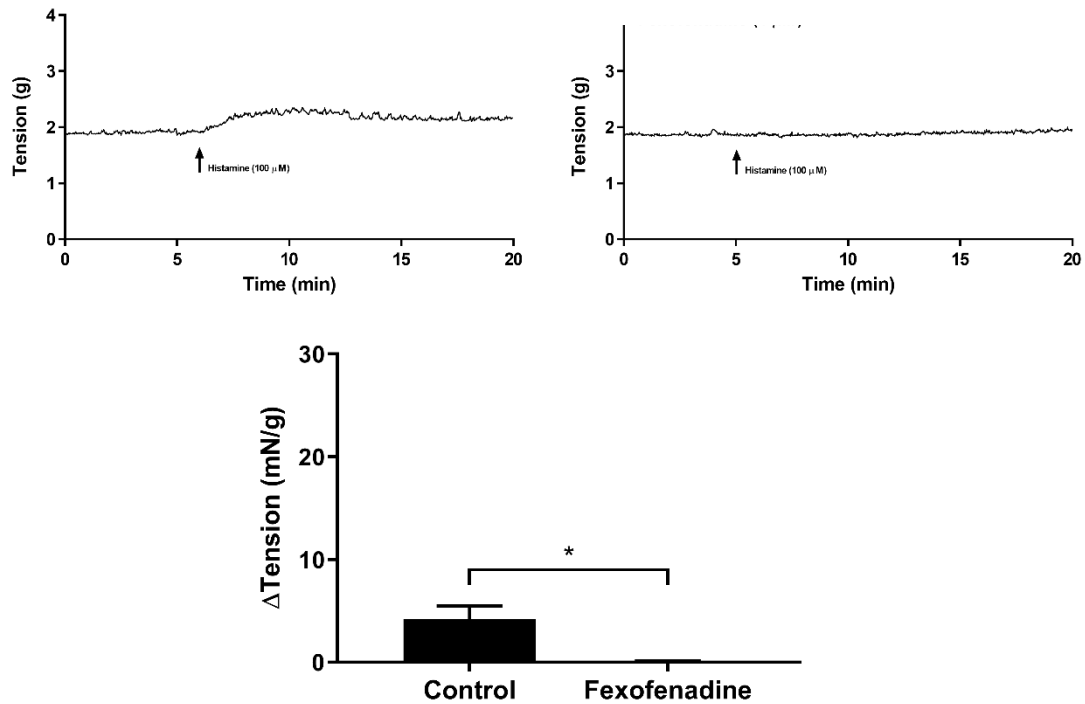 4
3
2
1
0
Tension (g)
Histamine (100 μM)
0 5 10 15 20
Time (min)
3
2
1
0
Tension (g)
Histamine (100 μM)
0 5 10 15 20
Time (min)
30
20
10
0
ΔTension (mN/g)
*
Control Fexofenadine